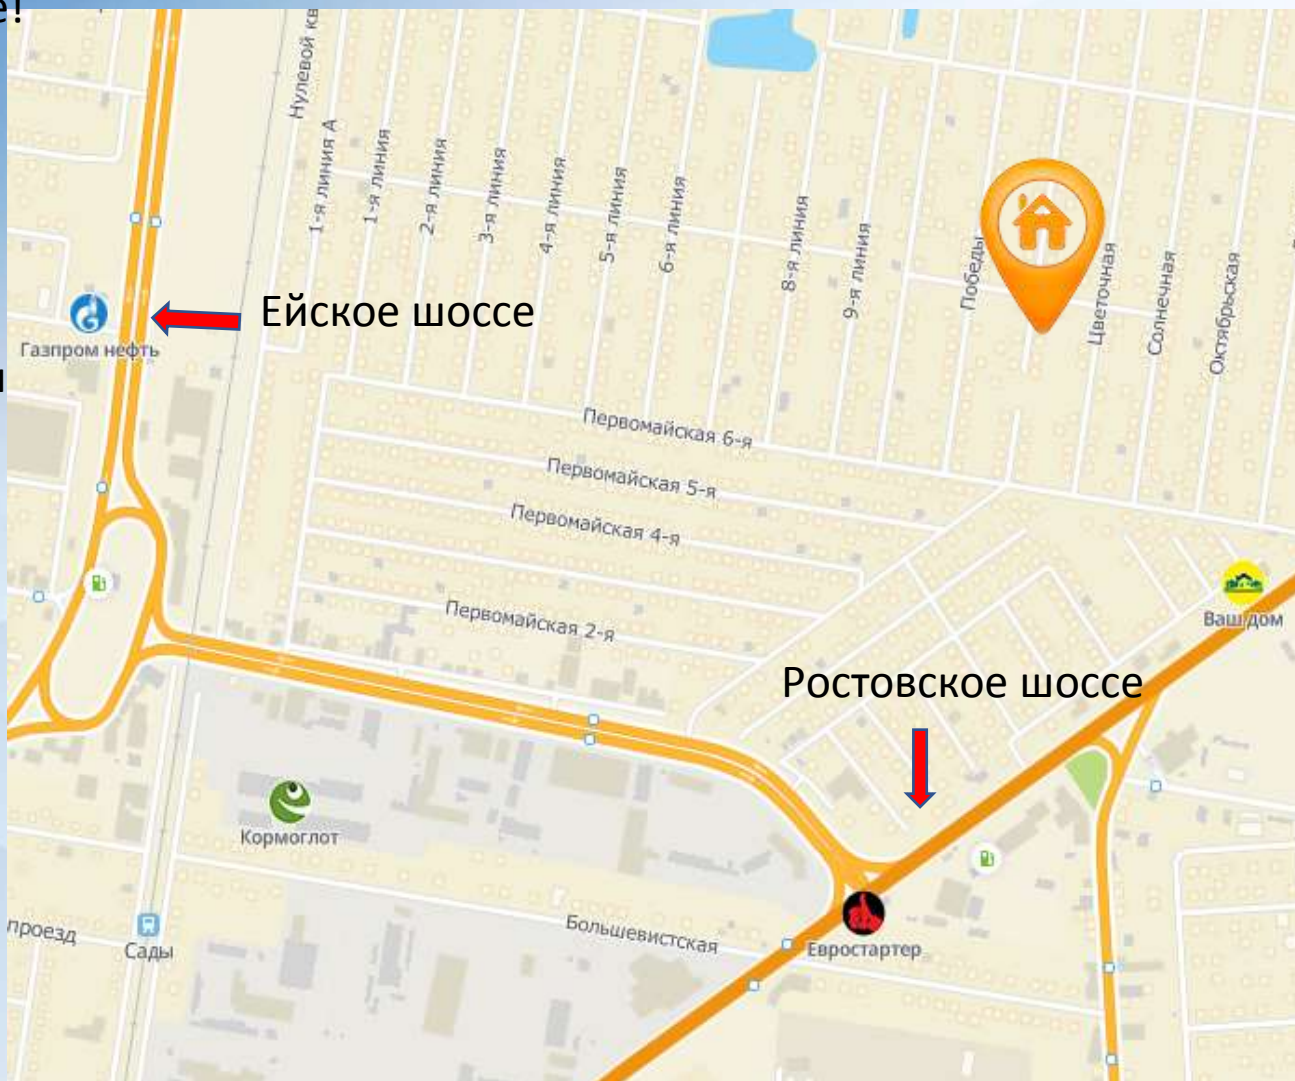 е!
Нулевой кв
1-я линия А
1-я линия
2-я линия
3-я линия
4-я линия
5-я линия
6-я линия
8-я линия
9-я линия
Победы
Цветочная
Солнечная
Октябрьская
Ейское шоссе
Газпром нефть
Первомайская 6-я
Первомайская 5-я
Первомайская 4-я
Первомайская 2-я
Ваш дом
Ростовское шоссе
Кормоглот
проезд
Сады
Большевистская
Евростартер